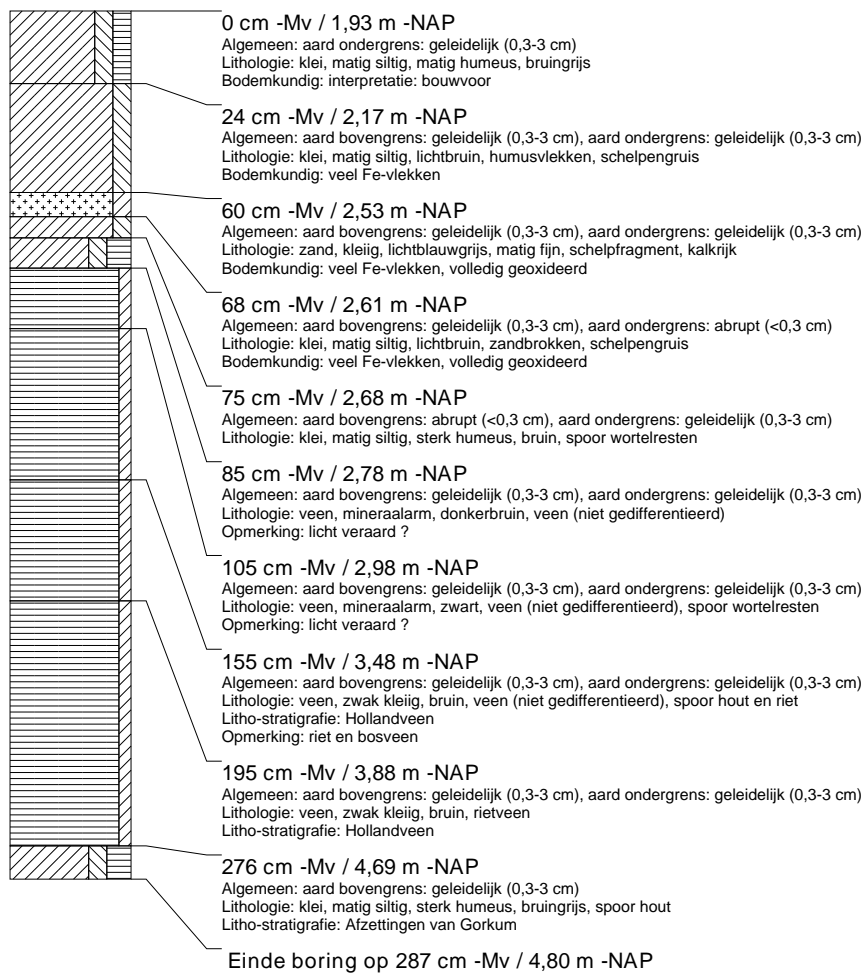 0 cm -Mv / 1,93 m -NAP
Algemeen: aard ondergrens: geleidelijk (0,3-3 cm)
Lithologie: klei, matig siltig, matig humeus, bruingrijs
Bodemkundig: interpretatie: bouwvoor
24 cm -Mv / 2,17 m -NAP
Algemeen: aard bovengrens: geleidelijk (0,3-3 cm), aard ondergrens: geleidelijk (0,3-3 cm)
Lithologie: klei, matig siltig, lichtbruin, humusvlekken, schelpengruis
Bodemkundig: veel Fe-vlekken
60 cm -Mv / 2,53 m -NAP
Algemeen: aard bovengrens: geleidelijk (0,3-3 cm), aard ondergrens: geleidelijk (0,3-3 cm)
Lithologie: zand, kleiig, lichtblauwgrijs, matig fijn, schelpfragment, kalkrijk
Bodemkundig: veel Fe-vlekken, volledig geoxideerd
68 cm -Mv / 2,61 m -NAP
Algemeen: aard bovengrens: geleidelijk (0,3-3 cm), aard ondergrens: abrupt (<0,3 cm)
Lithologie: klei, matig siltig, lichtbruin, zandbrokken, schelpengruis
Bodemkundig: veel Fe-vlekken, volledig geoxideerd
75 cm -Mv / 2,68 m -NAP
Algemeen: aard bovengrens: abrupt (<0,3 cm), aard ondergrens: geleidelijk (0,3-3 cm)
Lithologie: klei, matig siltig, sterk humeus, bruin, spoor wortelresten
85 cm -Mv / 2,78 m -NAP
Algemeen: aard bovengrens: geleidelijk (0,3-3 cm), aard ondergrens: geleidelijk (0,3-3 cm)
Lithologie: veen, mineraalarm, donkerbruin, veen (niet gedifferentieerd)
Opmerking: licht veraard ?
105 cm -Mv / 2,98 m -NAP
Algemeen: aard bovengrens: geleidelijk (0,3-3 cm), aard ondergrens: geleidelijk (0,3-3 cm)
Lithologie: veen, mineraalarm, zwart, veen (niet gedifferentieerd), spoor wortelresten
Opmerking: licht veraard ?
155 cm -Mv / 3,48 m -NAP
Algemeen: aard bovengrens: geleidelijk (0,3-3 cm), aard ondergrens: geleidelijk (0,3-3 cm)
Lithologie: veen, zwak kleiig, bruin, veen (niet gedifferentieerd), spoor hout en riet
Litho-stratigrafie: Hollandveen
Opmerking: riet en bosveen
195 cm -Mv / 3,88 m -NAP
Algemeen: aard bovengrens: geleidelijk (0,3-3 cm), aard ondergrens: geleidelijk (0,3-3 cm)
Lithologie: veen, zwak kleiig, bruin, rietveen
Litho-stratigrafie: Hollandveen
276 cm -Mv / 4,69 m -NAP
Algemeen: aard bovengrens: geleidelijk (0,3-3 cm)
Lithologie: klei, matig siltig, sterk humeus, bruingrijs, spoor hout
Litho-stratigrafie: Afzettingen van Gorkum
Einde boring op 287 cm -Mv / 4,80 m -NAP